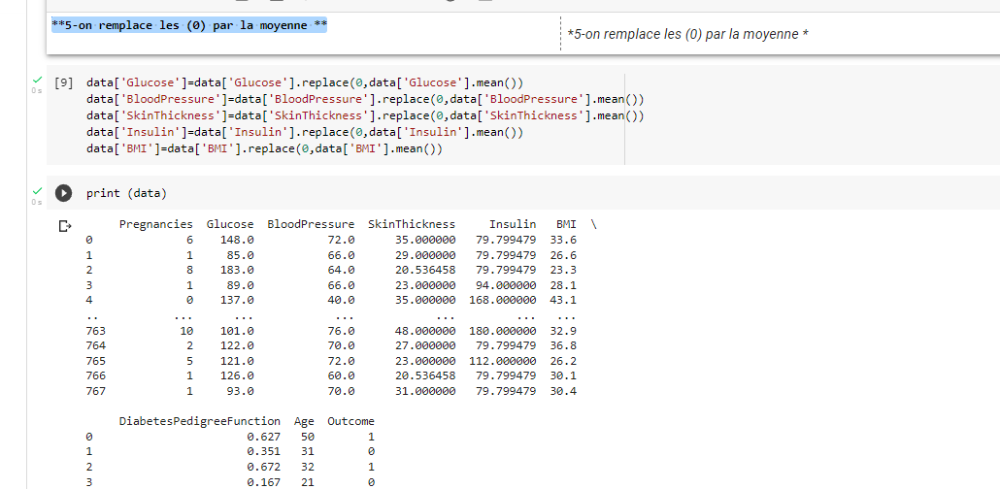 **5-on remplace les (0) par la moyenne **
*5-on remplace les (0) par la moyenne *
[9] data['Glucose']=data['Glucose'].replace(0,data['Glucose'].mean())
0s data['BloodPressure']=data['BloodPressure'].replace(0,data['BloodPressure'].mean())
data['SkinThickness']=data['SkinThickness'].replace(0,data['SkinThickness'].mean())
data['Insulin']=data['Insulin'].replace(0,data['Insulin'].mean())
data['BMI']=data['BMI'].replace(0,data['BMI'].mean())
print (data)
0s
Pregnancies Glucose BloodPressure SkinThickness Insulin BMI \
0 6 148.0 72.0 35.000000 79.799479 33.6
1 1 85.0 66.0 29.000000 79.799479 26.6
2 8 183.0 64.0 20.536458 79.799479 23.3
3 1 89.0 66.0 23.000000 94.000000 28.1
4 0 137.0 40.0 35.000000 168.000000 43.1
.. ... ... ... ... ... ...
763 10 101.0 76.0 48.000000 180.000000 32.9
764 2 122.0 70.0 27.000000 79.799479 36.8
765 5 121.0 72.0 23.000000 112.000000 26.2
766 1 126.0 60.0 20.536458 79.799479 30.1
767 1 93.0 70.0 31.000000 79.799479 30.4
DiabetesPedigreeFunction Age Outcome
0 0.627 50 1
1 0.351 31 0
2 0.672 32 1
3 0.167 21 0